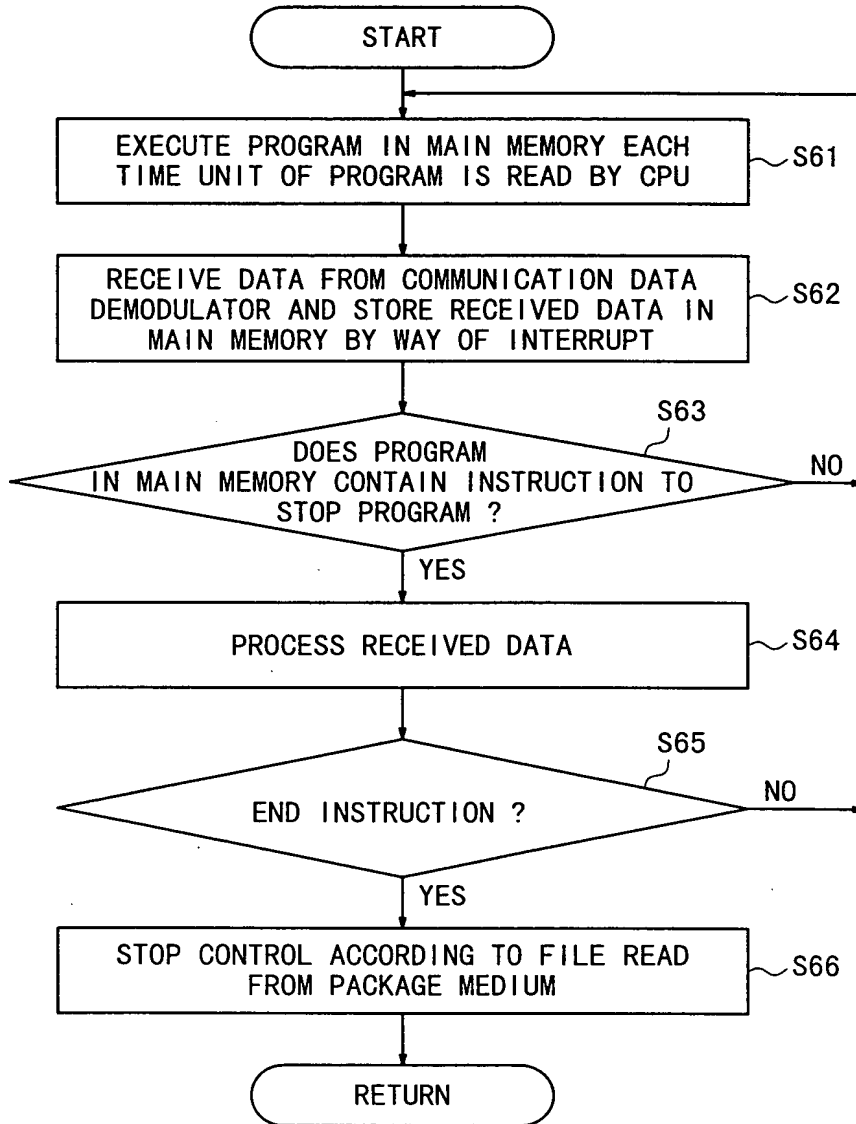 START
EXECUTE PROGRAM IN MAIN MEMORY EACH
TIME UNIT OF PROGRAM IS READ BY CPU
S61
RECEIVE DATA FROM COMMUNICATION DATA
DEMODULATOR AND STORE RECEIVED DATA IN
MAIN MEMORY BY WAY OF INTERRUPT
S62
S63
DOES PROGRAM
IN MAIN MEMORY CONTAIN INSTRUCTION TO
STOP PROGRAM ?
NO
YES
PROCESS RECEIVED DATA
S64
S65
END INSTRUCTION ?
NO
YES
STOP CONTROL ACCORDING TO FILE READ
FROM PACKAGE MEDIUM
S66
RETURN